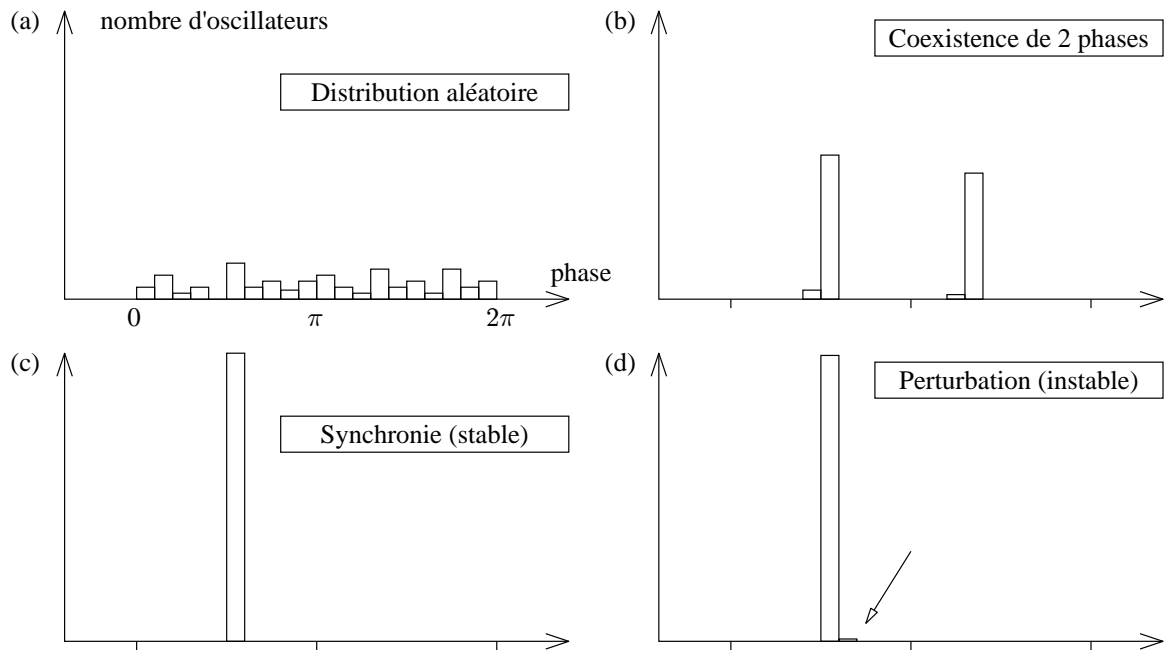 (a)
nombre d'oscillateurs
Distribution aléatoire
phase
0
π
2π
(b)
Coexistence de 2 phases
(c)
Synchronie (stable)
(d)
Perturbation (instable)